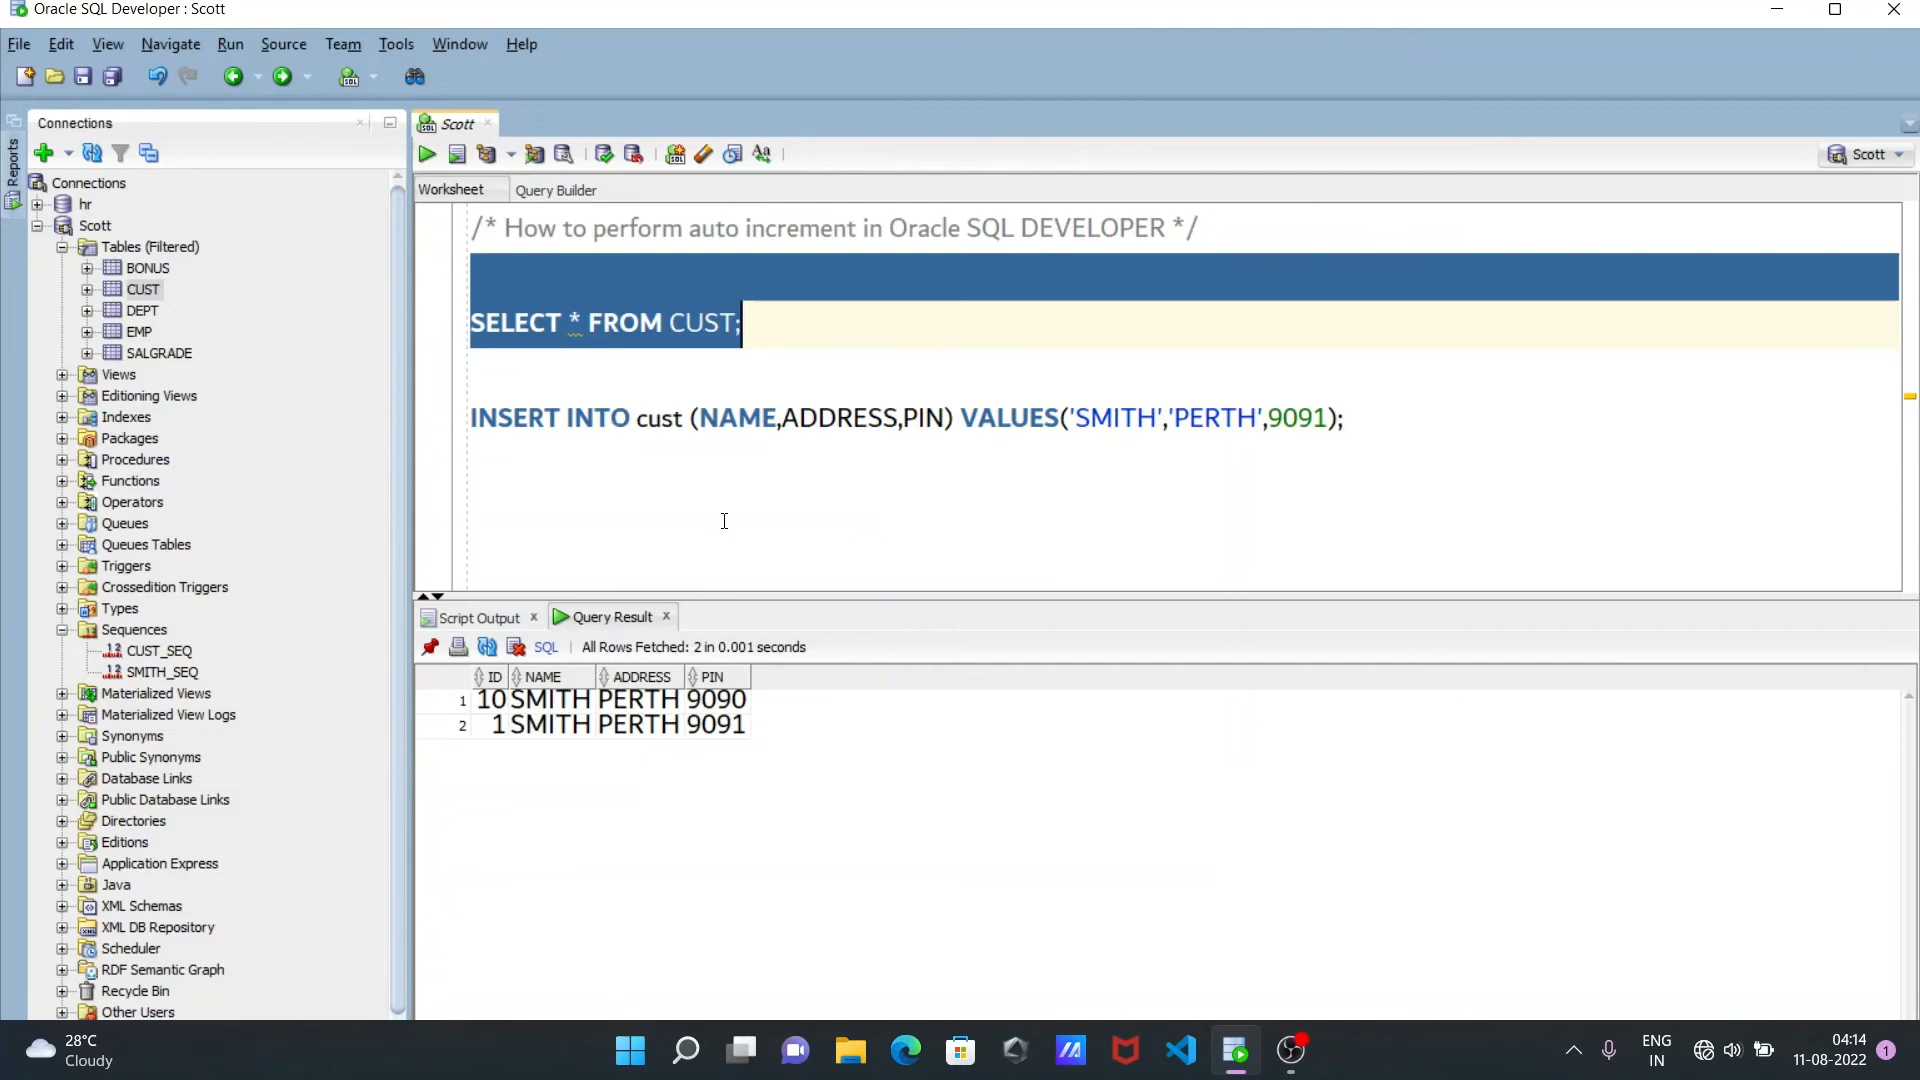 Oracle SQL Developer : Scott
File Edit View Navigate Run Source Team Tools Window Help
Reports
Connections
Connections
hr
Scott
Tables (Filtered)
BONUS
CUST
DEPT
EMP
SALGRADE
Views
Editioning Views
Indexes
Packages
Procedures
Functions
Operators
Queues
Queues Tables
Triggers
Crossedition Triggers
Types
Sequences
CUST_SEQ
SMITH_SEQ
Materialized Views
Materialized View Logs
Synonyms
Public Synonyms
Database Links
Public Database Links
Directories
Editions
Application Express
Java
XML Schemas
XML DB Repository
Scheduler
RDF Semantic Graph
Recycle Bin
Other Users
Scott
Scott
Worksheet Query Builder
/* How to perform auto increment in Oracle SQL DEVELOPER */
SELECT * FROM CUST;
INSERT INTO cust (NAME,ADDRESS,PIN) VALUES('SMITH','PERTH',9091);
Script Output x Query Result x
SQL All Rows Fetched: 2 in 0.001 seconds
ID NAME ADDRESS PIN
1 10 SMITH PERTH 9090
2 1 SMITH PERTH 9091
28°C
Cloudy
ENG
IN
04:14
11-08-2022
1